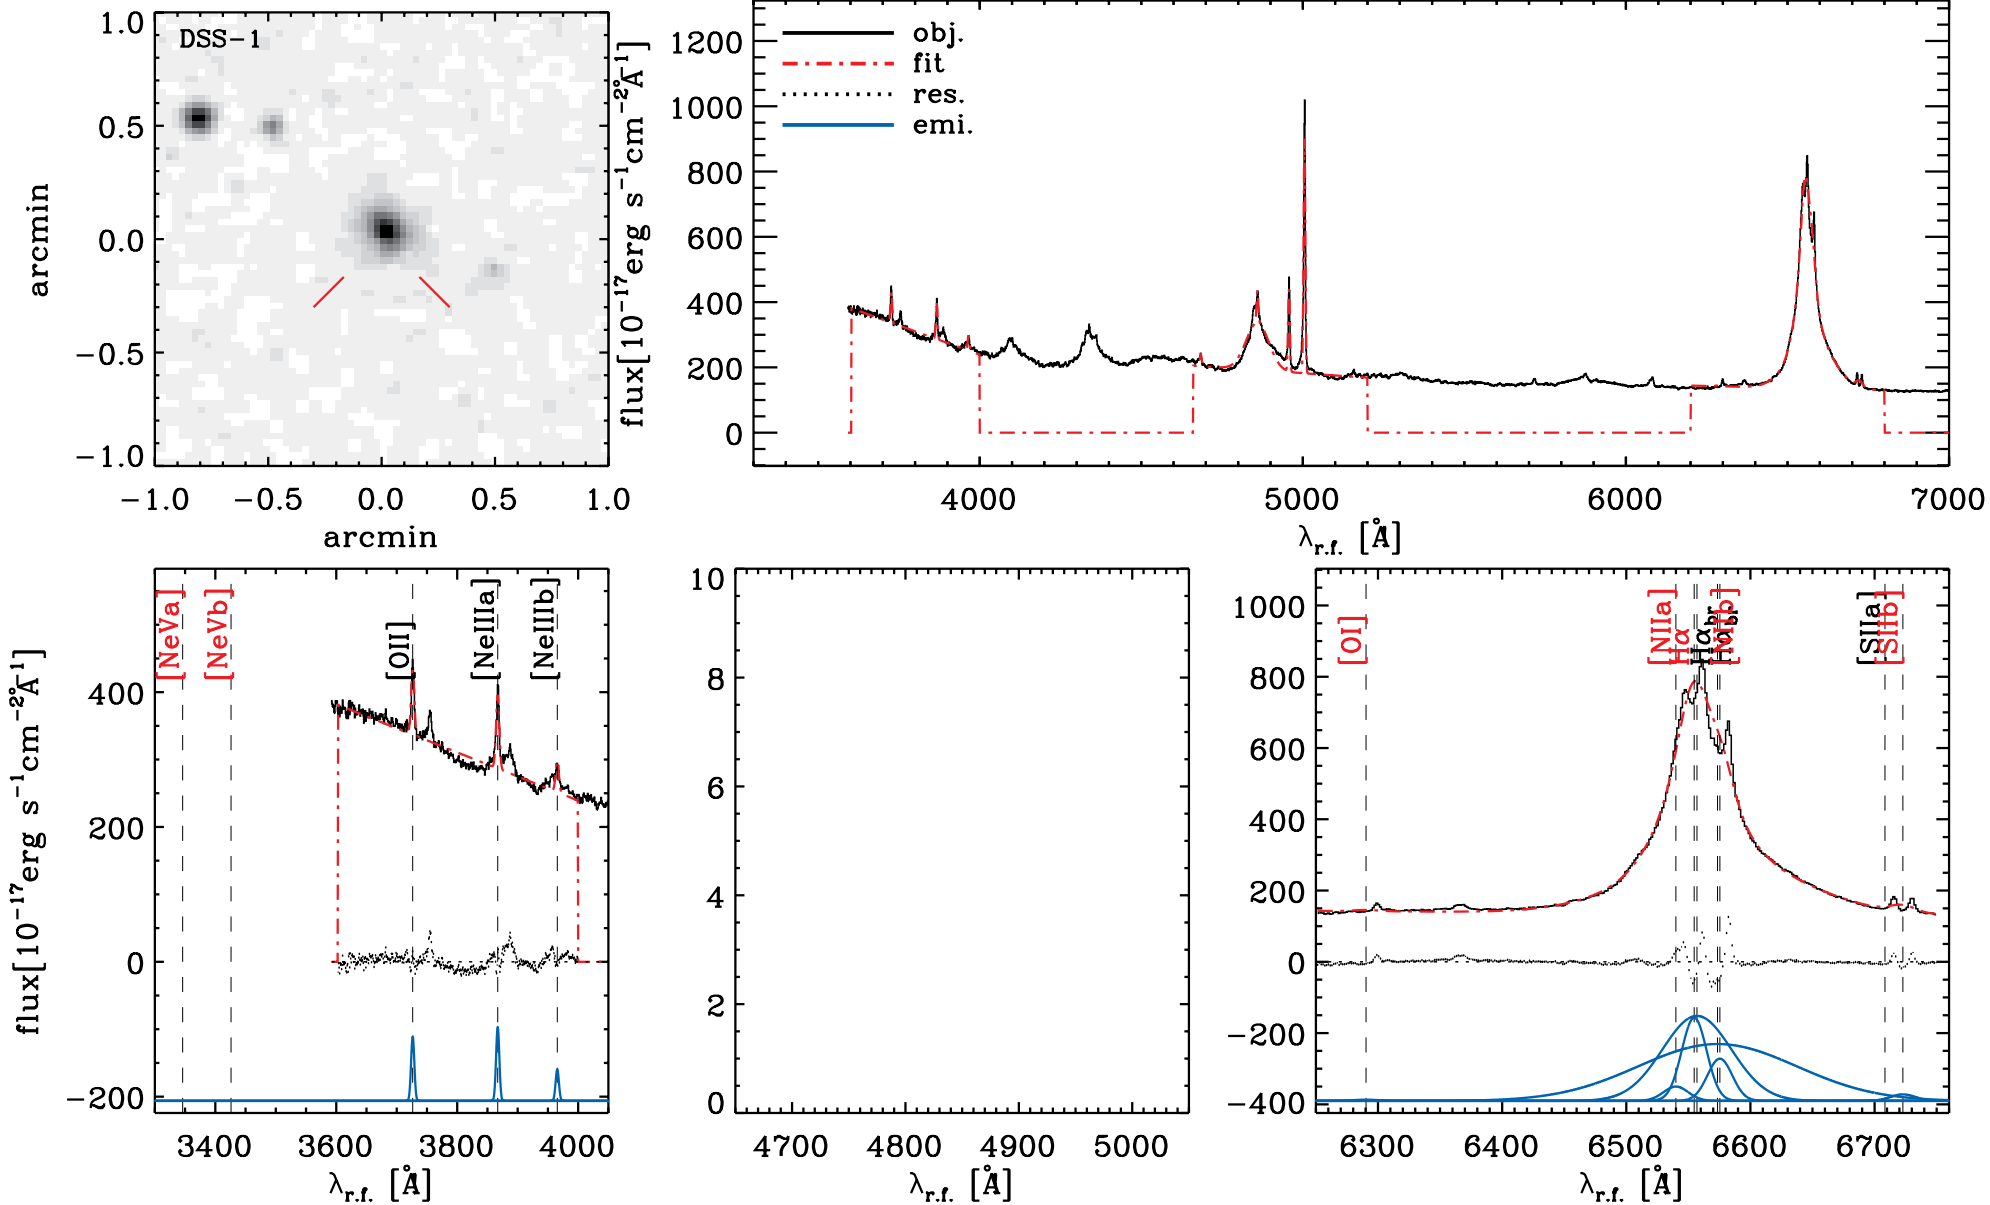 DSS-1
1.0
0.5
0.0
−0.5
−1.0
arcmin
−1.0 −0.5 0.0 0.5 1.0
arcmin
obj.
fit
res.
emi.
1200
1000
800
600
400
200
0
flux[10⁻¹⁷erg s⁻¹cm⁻²Å⁻¹]
4000 5000 6000 7000
λr.f. [Å]
[NeVa]
[NeVb]
[OII]
[NeIIIa]
[NeIIIb]
400
200
0
−200
flux[10⁻¹⁷erg s⁻¹cm⁻²Å⁻¹]
3400 3600 3800 4000
λr.f. [Å]
10
8
6
4
2
0
4700 4800 4900 5000
λr.f. [Å]
[OI]
[NIIa]
Hα
Hαbr
[NIIb]
[SIIa]
[SIIb]
1000
800
600
400
200
0
−200
−400
6300 6400 6500 6600 6700
λr.f. [Å]